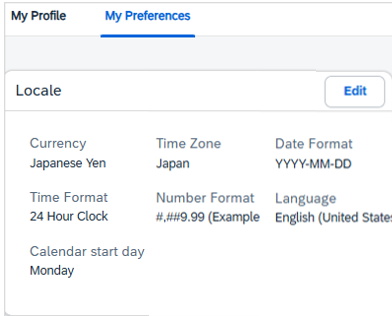 My Profile My Preferences
Locale Edit
Currency Time Zone Date Format
Japanese Yen Japan YYYY-MM-DD
Time Format Number Format Language
24 Hour Clock #,##9.99 (Example English (United States
Calendar start day
Monday